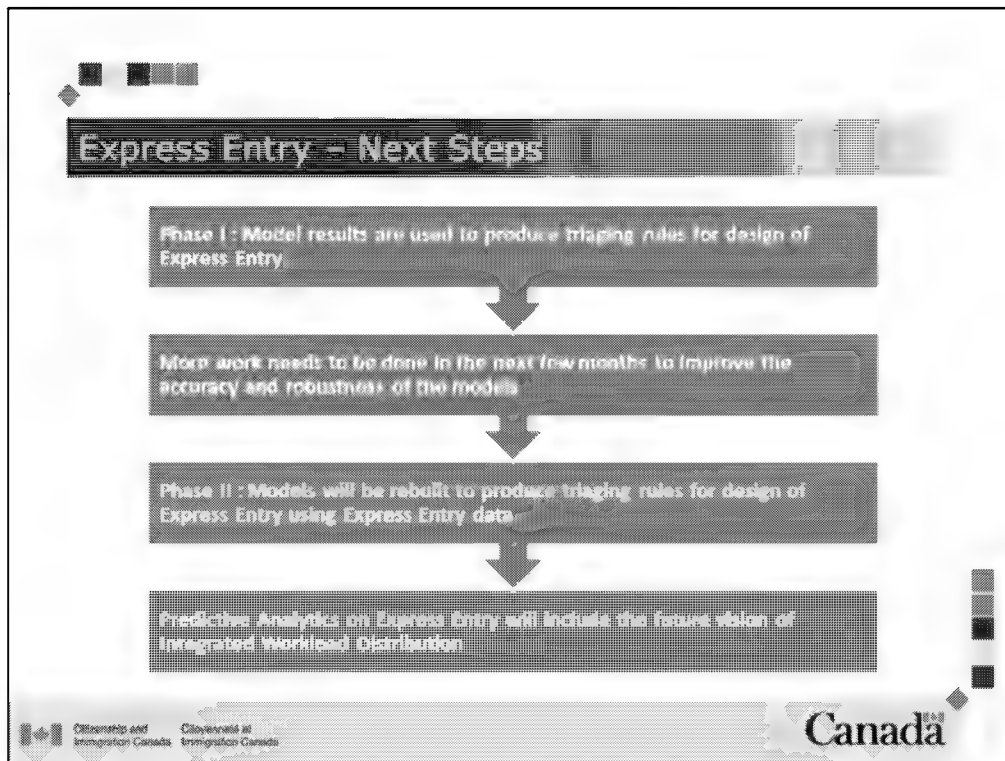 Express Entry – Next Steps
Phase I : Model results are used to produce triaging rules for design of
Express Entry
More work needs to be done in the next few months to improve the
accuracy and robustness of the models
Phase II : Models will be rebuilt to produce triaging rules for design of
Express Entry using Express Entry data
Predictive Analytics on Express Entry will include the future vision of
Integrated Workload Distribution
Citizenship and Citoyenneté et
Immigration Canada Immigration Canada
Canada